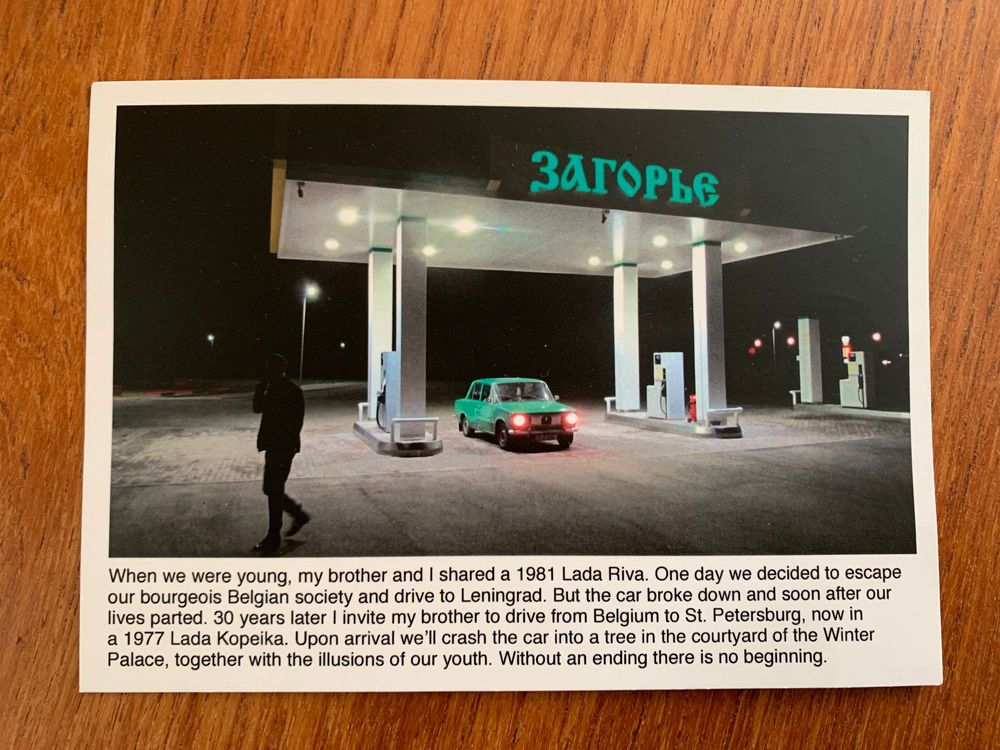 ЗАГОРЬЕ
When we were young, my brother and I shared a 1981 Lada Riva. One day we decided to escape
our bourgeois Belgian society and drive to Leningrad. But the car broke down and soon after our
lives parted. 30 years later I invite my brother to drive from Belgium to St. Petersburg, now in
a 1977 Lada Kopeika. Upon arrival we’ll crash the car into a tree in the courtyard of the Winter
Palace, together with the illusions of our youth. Without an ending there is no beginning.